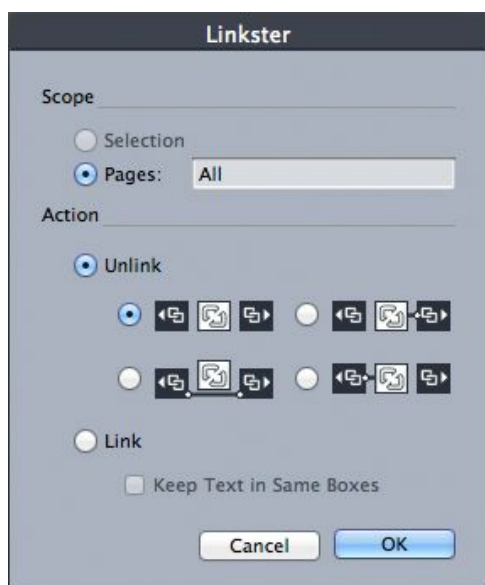 Linkster
Scope
Selection
Pages: All
Action
Unlink
Link
Keep Text in Same Boxes
Cancel OK